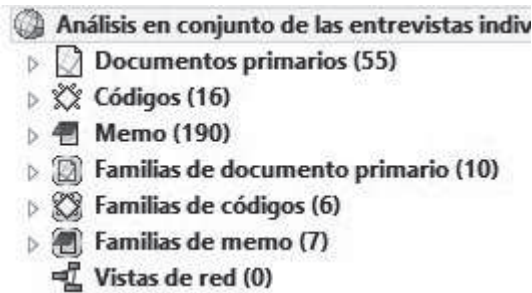 Análisis en conjunto de las entrevistas
Documentos primarios (55)
Códigos (16)
Memo (190)
Familias de documento primario (10)
Familias de códigos (6)
Familias de memo (7)
Vistas de red (0)